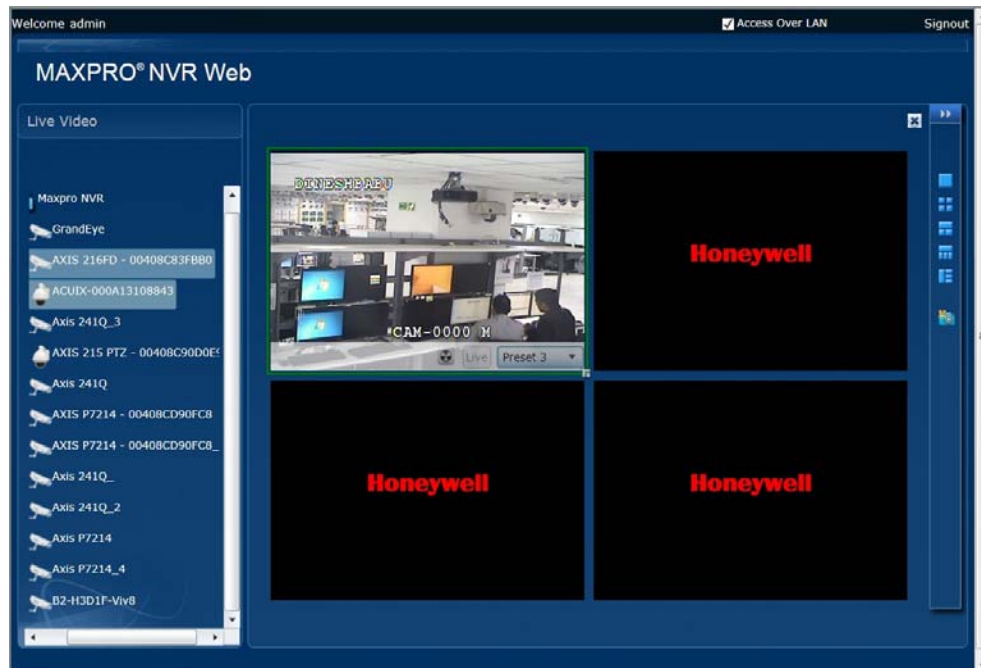 Welcome admin
Access Over LAN
Signout
MAXPRO® NVR Web
Live Video
Maxpro NVR
GrandEye
AXIS 216FD - 00408C83FBB0
ACUIX-000A13108843
Axis 241Q_3
AXIS 215 PTZ - 00408C90D0E
Axis 241Q
AXIS P7214 - 00408CD90FC8
AXIS P7214 - 00408CD90FC8_
Axis 241Q_
Axis 241Q_2
Axis P7214
Axis P7214_4
B2-H3D1F-Viv8
DINESHBABU
CAM-0000 M
Live
Preset 3
Honeywell
Honeywell
Honeywell